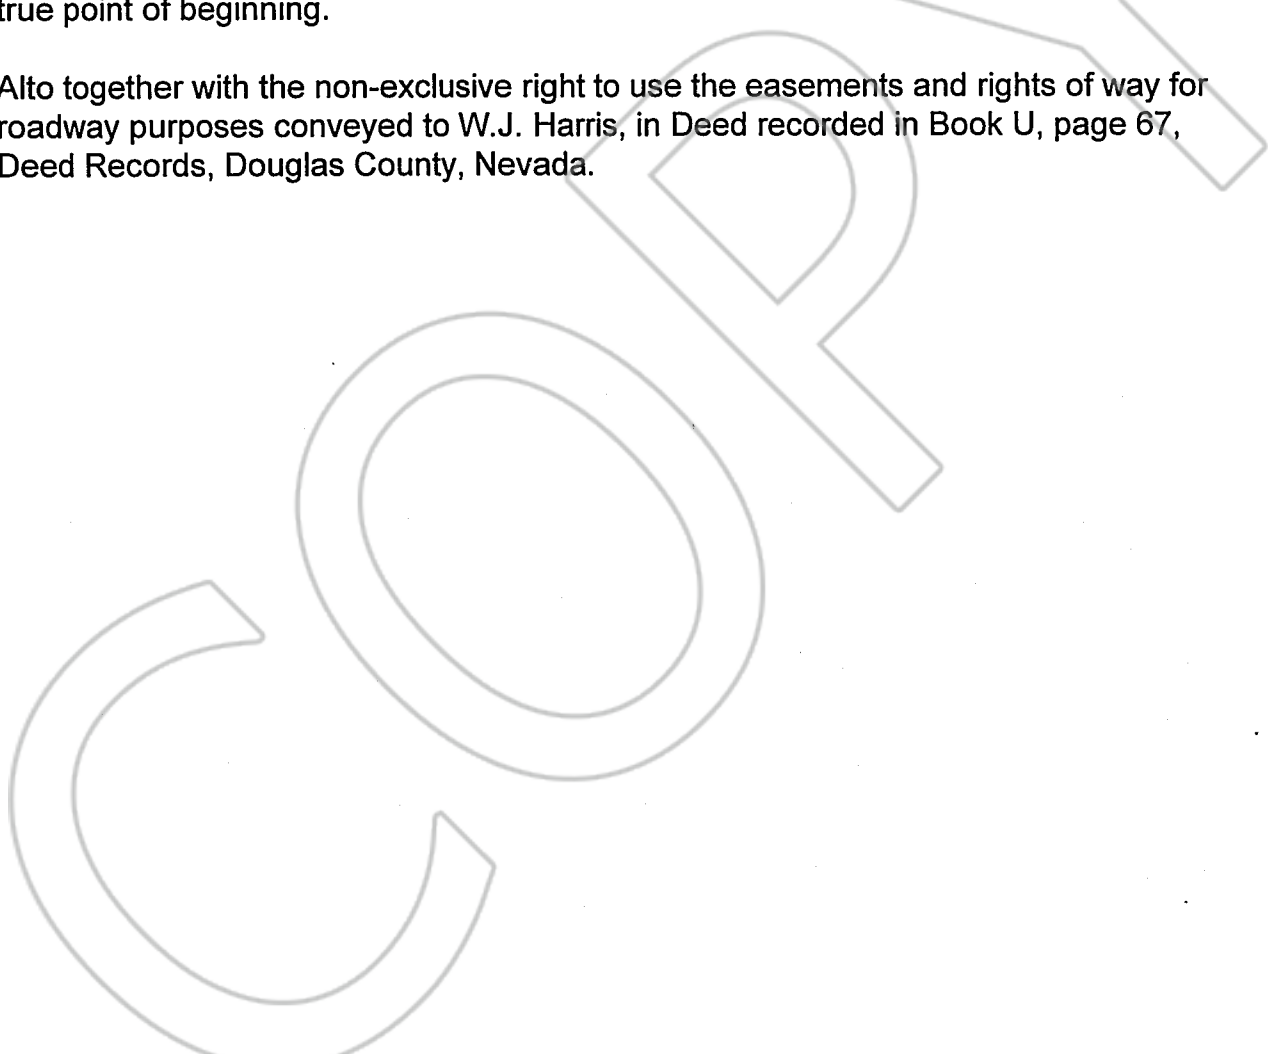 true point of beginning.
Alto together with the non-exclusive right to use the easements and rights of way for
roadway purposes conveyed to W.J. Harris, in Deed recorded in Book U, page 67,
Deed Records, Douglas County, Nevada.
COPY